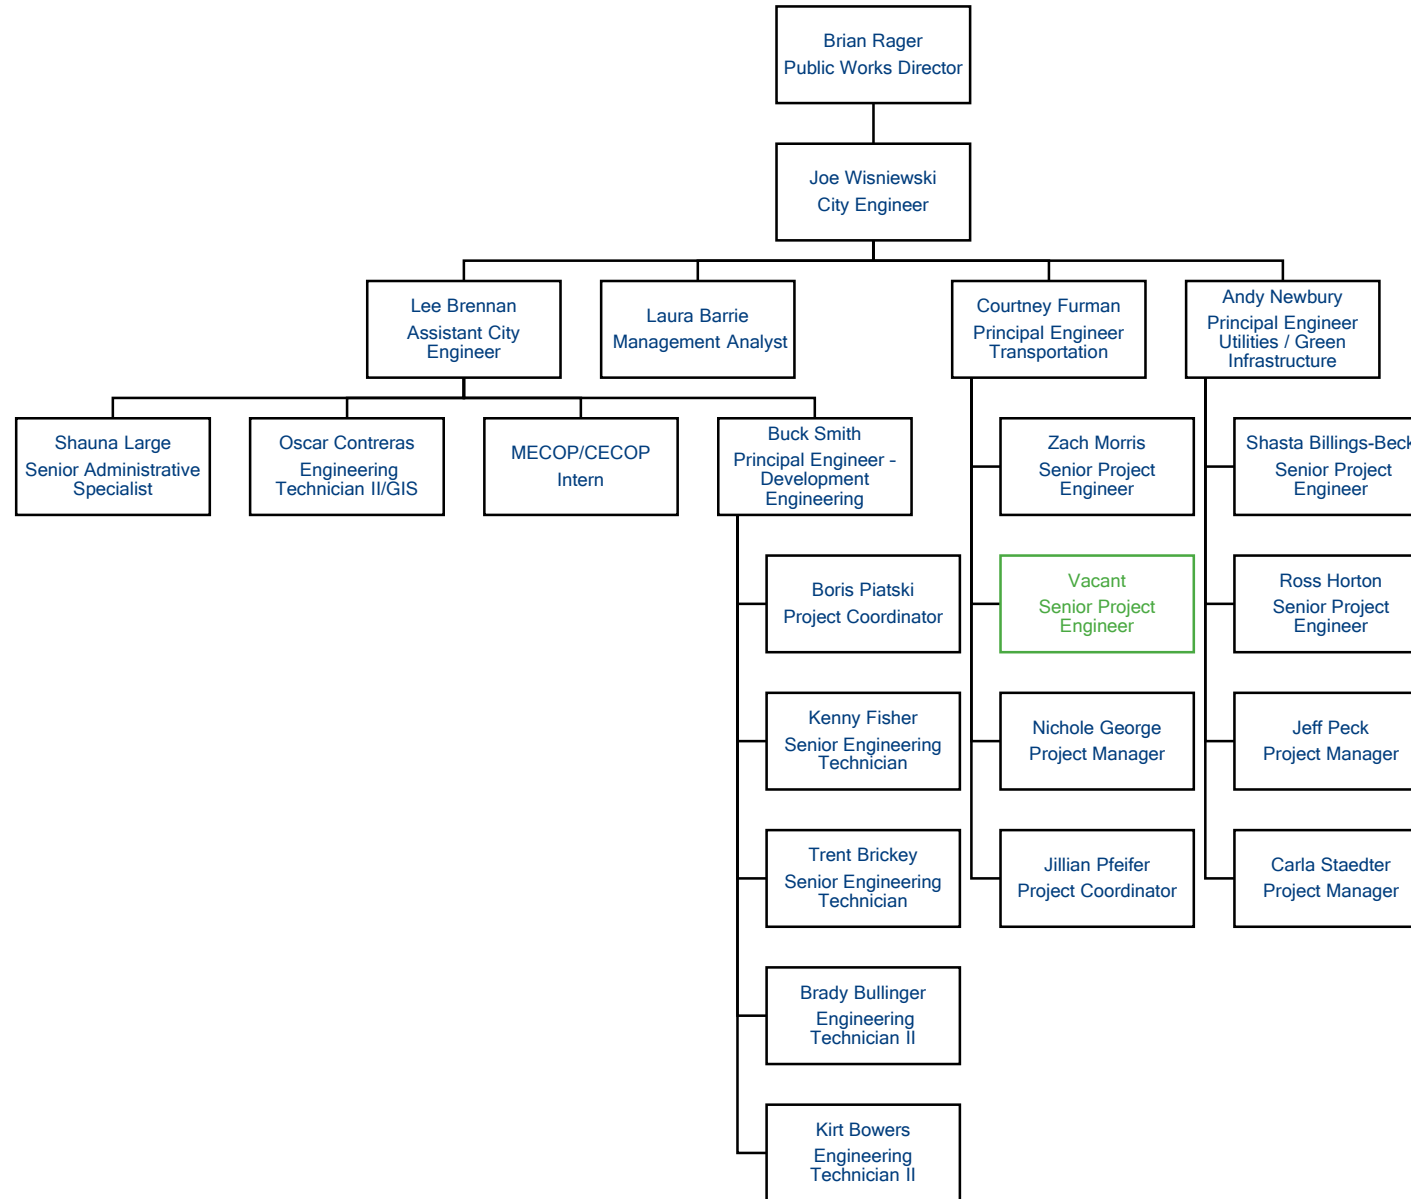 Brian Rager
Public Works Director
Joe Wisniewski
City Engineer
Lee Brennan
Assistant City
Engineer
Laura Barrie
Management Analyst
Courtney Furman
Principal Engineer
Transportation
Andy Newbury
Principal Engineer
Utilities / Green
Infrastructure
Shauna Large
Senior Administrative
Specialist
Oscar Contreras
Engineering
Technician II/GIS
MECOP/CECOP
Intern
Buck Smith
Principal Engineer -
Development
Engineering
Boris Piatski
Project Coordinator
Kenny Fisher
Senior Engineering
Technician
Trent Brickey
Senior Engineering
Technician
Brady Bullinger
Engineering
Technician II
Kirt Bowers
Engineering
Technician II
Zach Morris
Senior Project
Engineer
Vacant
Senior Project
Engineer
Nichole George
Project Manager
Jillian Pfeifer
Project Coordinator
Shasta Billings-Beck
Senior Project
Engineer
Ross Horton
Senior Project
Engineer
Jeff Peck
Project Manager
Carla Staedter
Project Manager